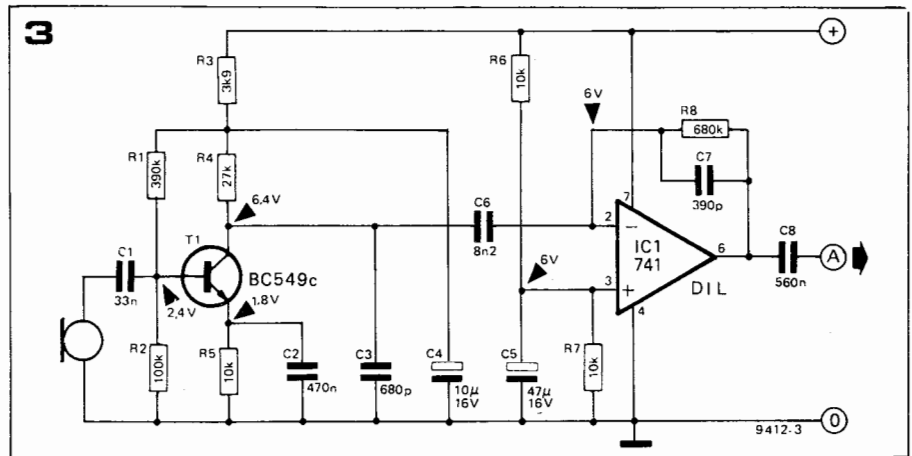 3
+
R3
3k9
R6
10k
6V
R8
680k
R1
390k
R4
27k
C7
390p
6,4V
C6
8n2
7
2
−
IC1
741
6
C8
560n
A
T1
BC549c
C1
33n
6V
3
+
DIL
4
2,4V
1,8V
R2
100k
R5
10k
C2
470n
C3
680p
C4
10µ
16V
C5
47µ
16V
R7
10k
9412-3
0